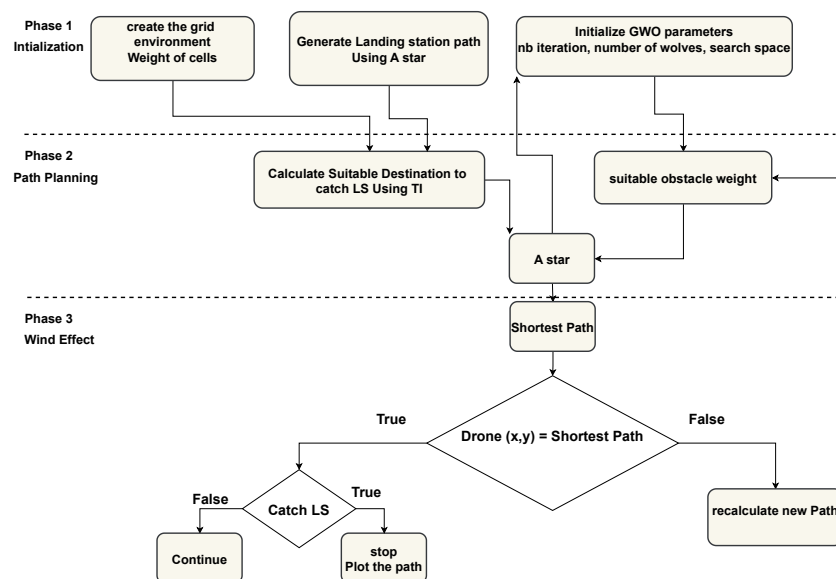 Phase 1
Intialization
create the grid
environment
Weight of cells
Generate Landing station path
Using A star
Initialize GWO parameters
nb iteration, number of wolves, search space
Phase 2
Path Planning
Calculate Suitable Destination to
catch LS Using TI
suitable obstacle weight
A star
Phase 3
Wind Effect
Shortest Path
True
False
Drone (x,y) = Shortest Path
False
True
Catch LS
recalculate new Path
Continue
stop
Plot the path